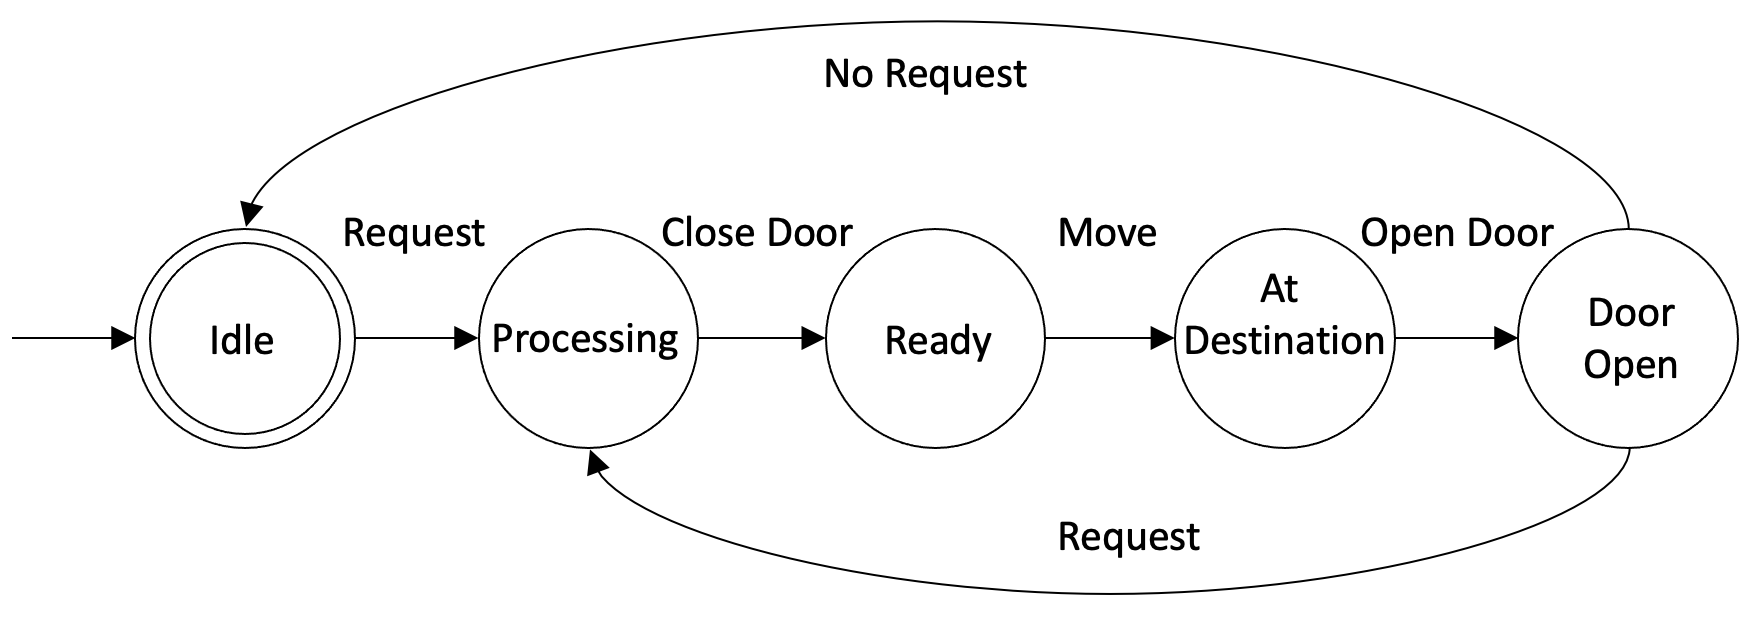 No Request
Request
Close Door
Move
Open Door
Idle
Processing
Ready
At
Destination
Door
Open
Request